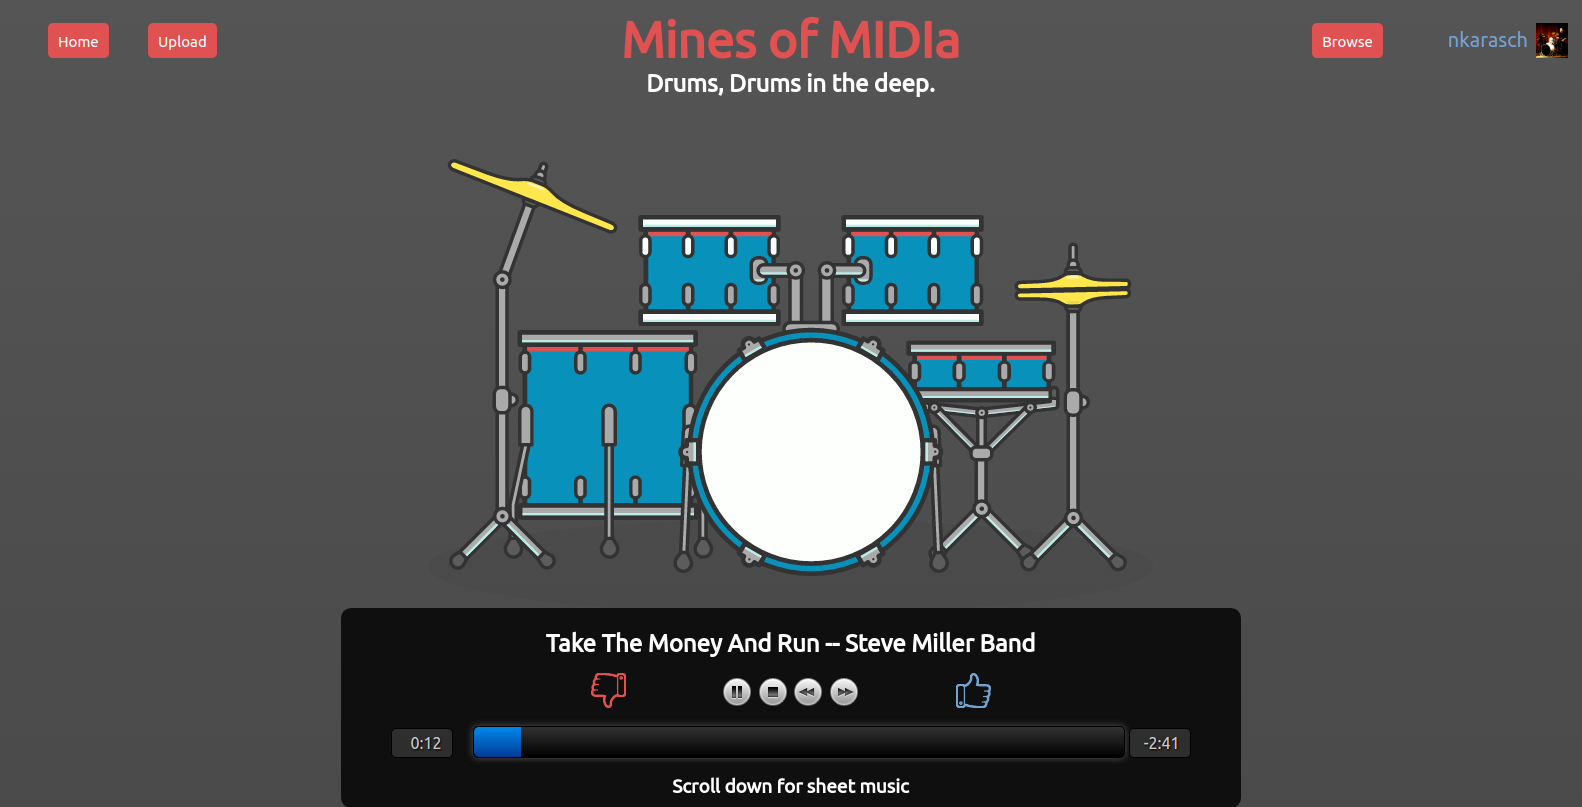 Home
Upload
Mines of MIDIa
Drums, Drums in the deep.
Browse
nkarasch
Take The Money And Run -- Steve Miller Band
0:12
-2:41
Scroll down for sheet music